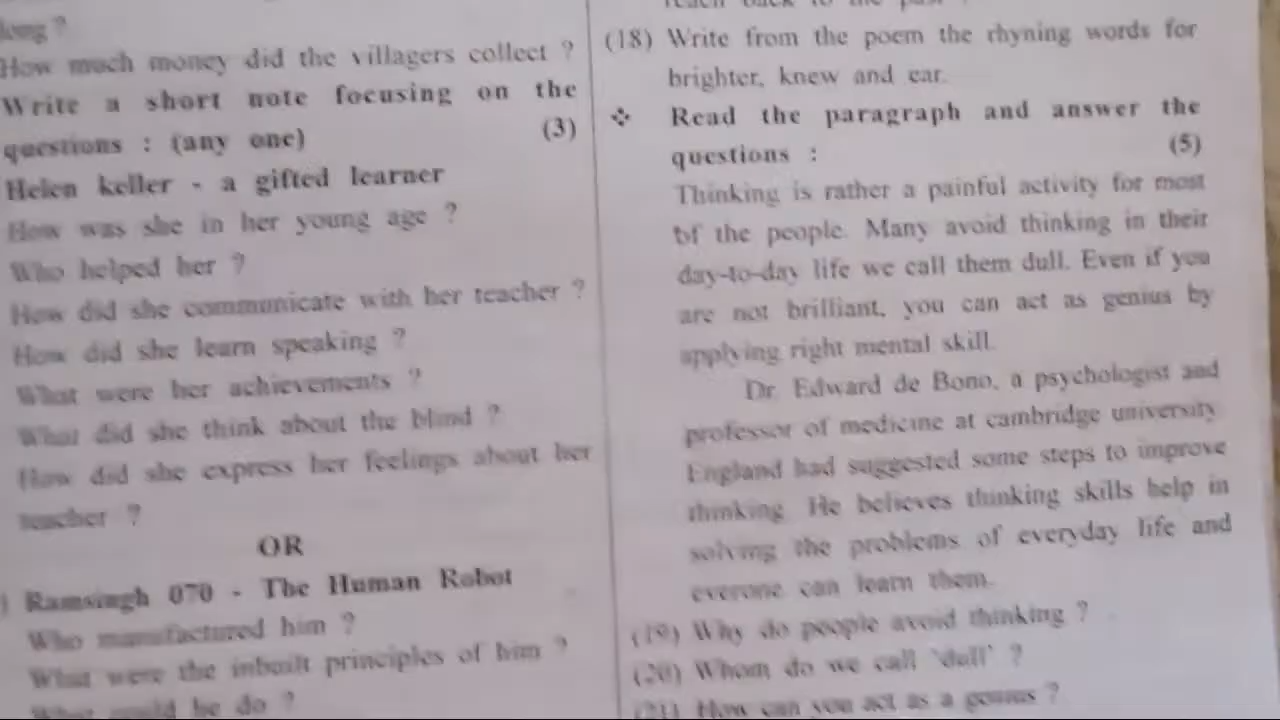 long ?
How much money did the villagers collect ?
Write a short note focusing on the
questions : (any one) (3)
Helen keller - a gifted learner
How was she in her young age ?
Who helped her ?
How did she communicate with her teacher ?
How did she learn speaking ?
What were her achievements ?
What did she think about the blind ?
How did she express her feelings about her
teacher ?
OR
) Ramsingh 070 - The Human Robot
Who manufactured him ?
What were the inbuilt principles of him ?
What could he do ?
(18) Write from the poem the rhyning words for
brighter, knew and ear.
❖ Read the paragraph and answer the
questions : (5)
Thinking is rather a painful activity for most
of the people. Many avoid thinking in their
day-to-day life we call them dull. Even if you
are not brilliant, you can act as genius by
applying right mental skill.
Dr. Edward de Bono, a psychologist and
professor of medicine at cambridge university
England had suggested some steps to improve
thinking. He believes thinking skills help in
solving the problems of everyday life and
everone can learn them.
(19) Why do people avoid thinking ?
(20) Whom do we call 'dull' ?
(21) How can you act as a genius ?